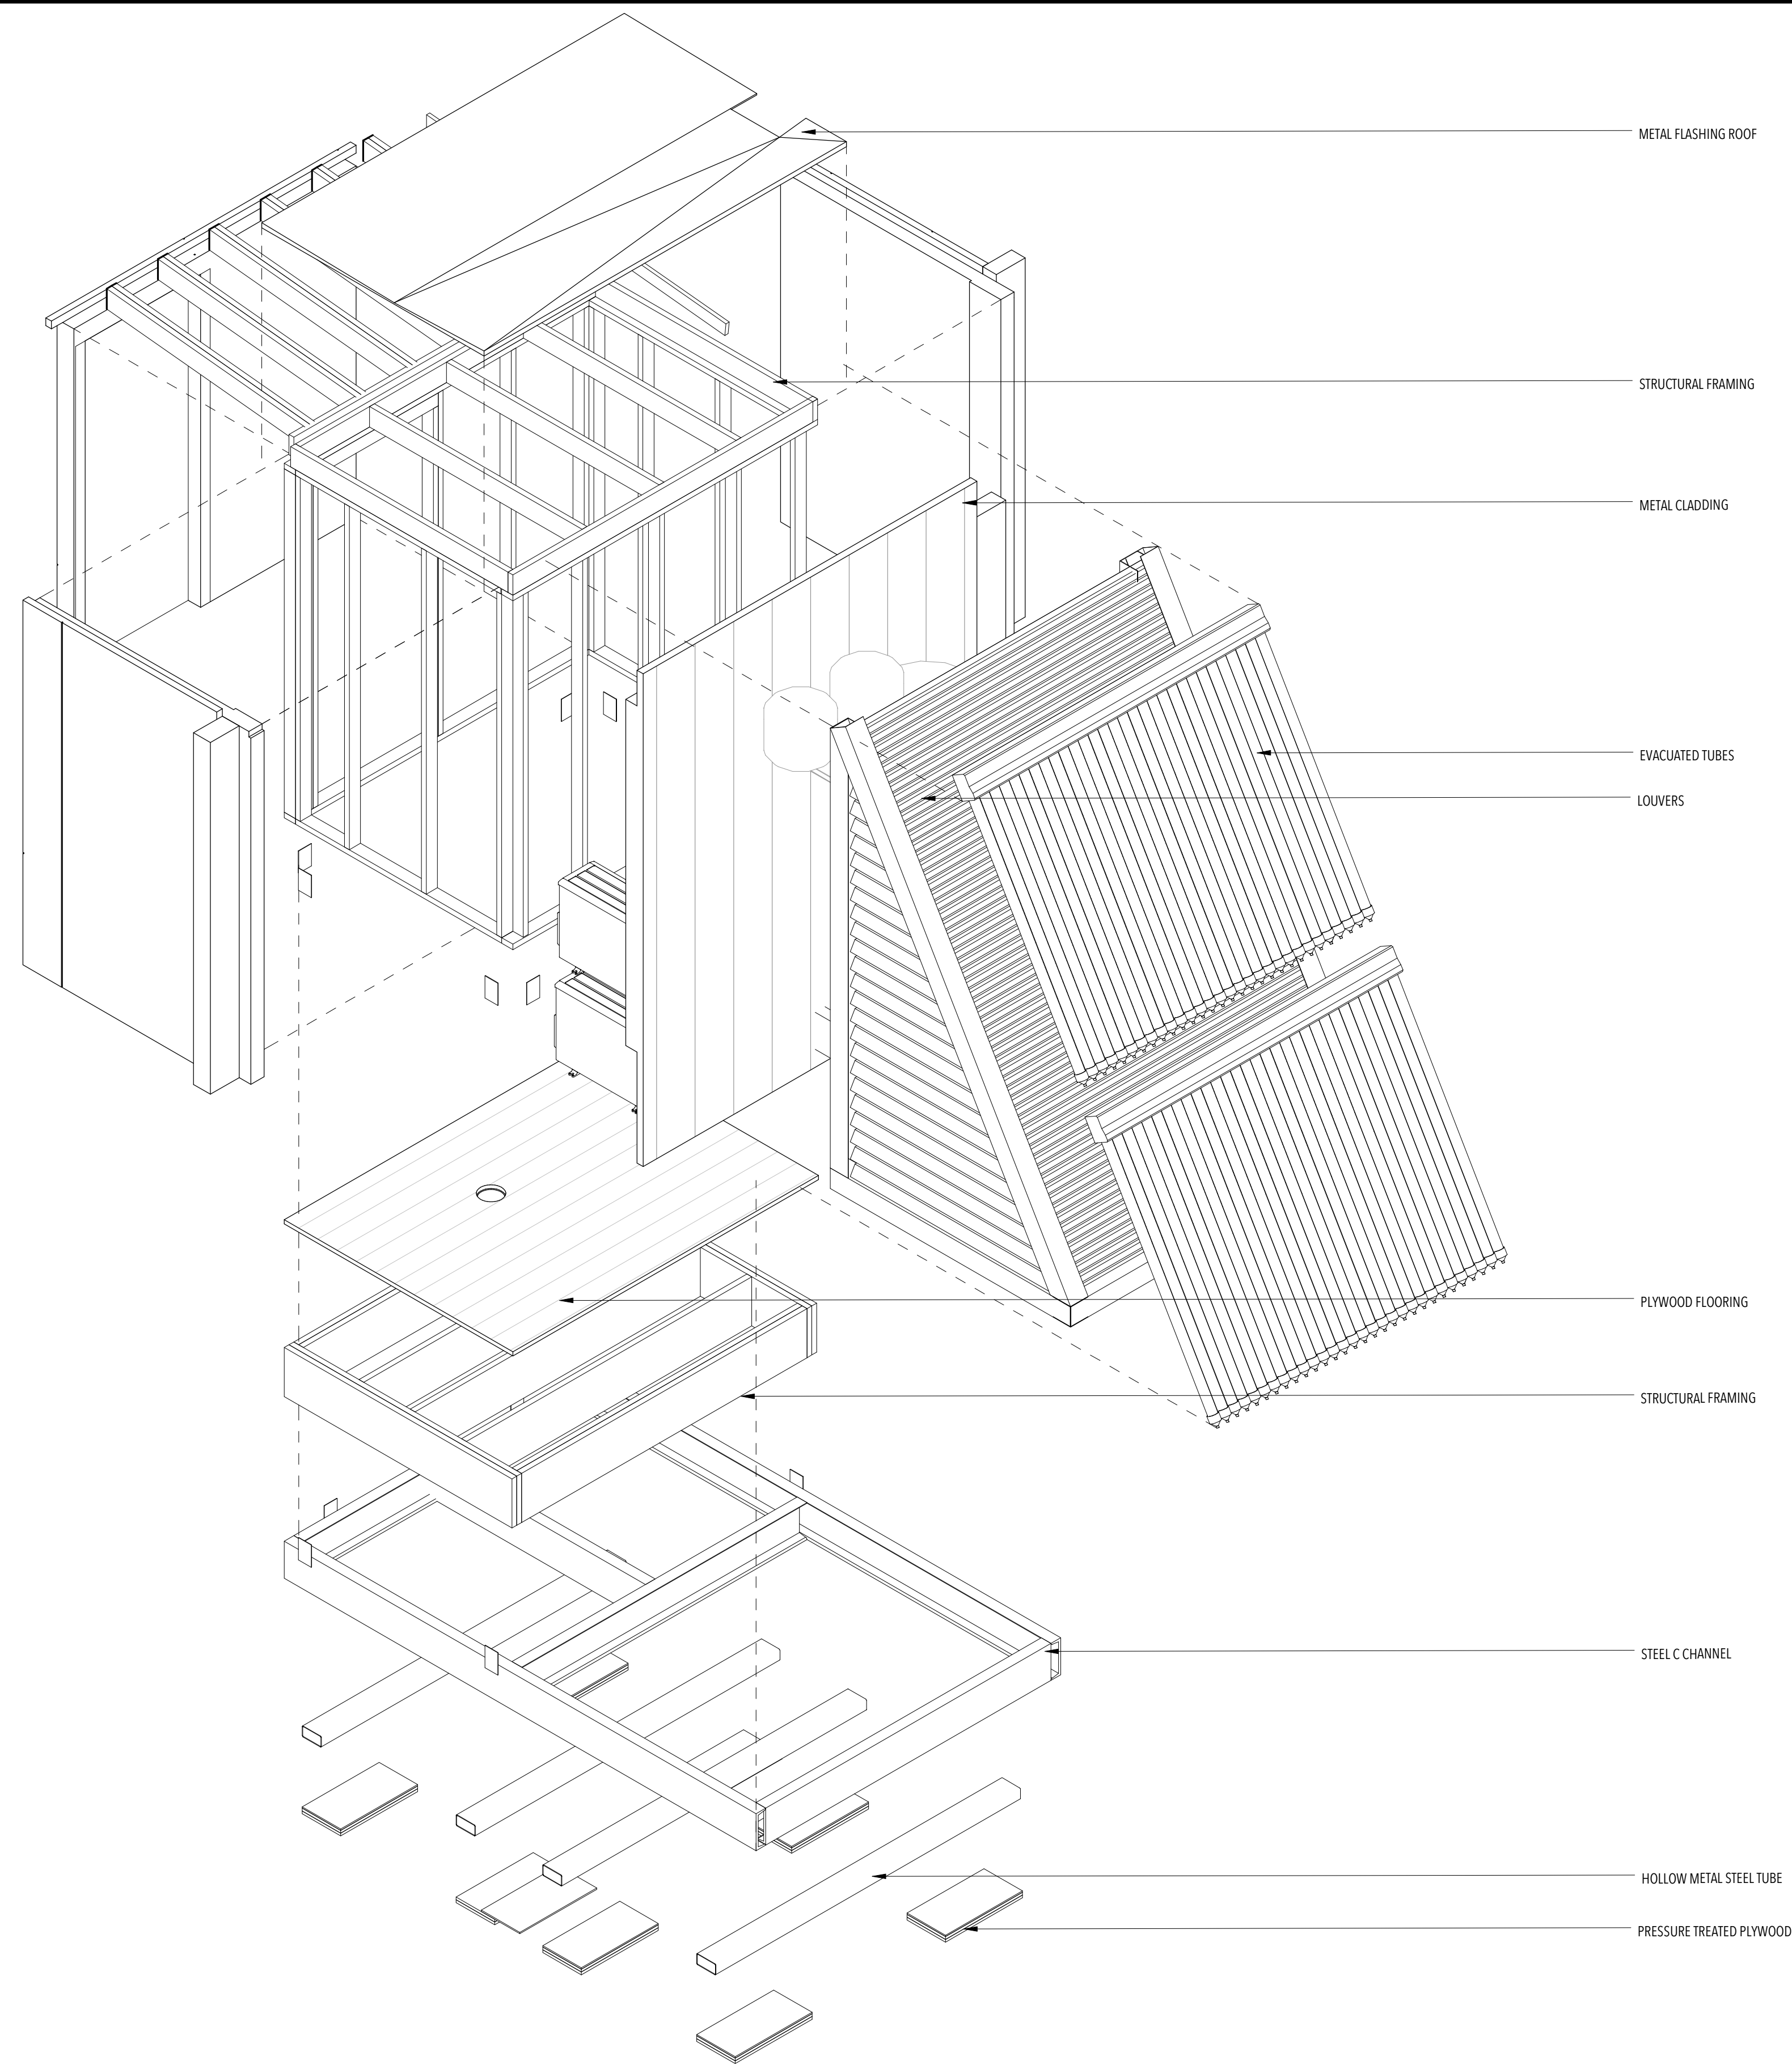 METAL FLASHING ROOF
STRUCTURAL FRAMING
METAL CLADDING
EVACUATED TUBES
LOUVERS
PLYWOOD FLOORING
STRUCTURAL FRAMING
STEEL C CHANNEL
HOLLOW METAL STEEL TUBE
PRESSURE TREATED PLYWOOD